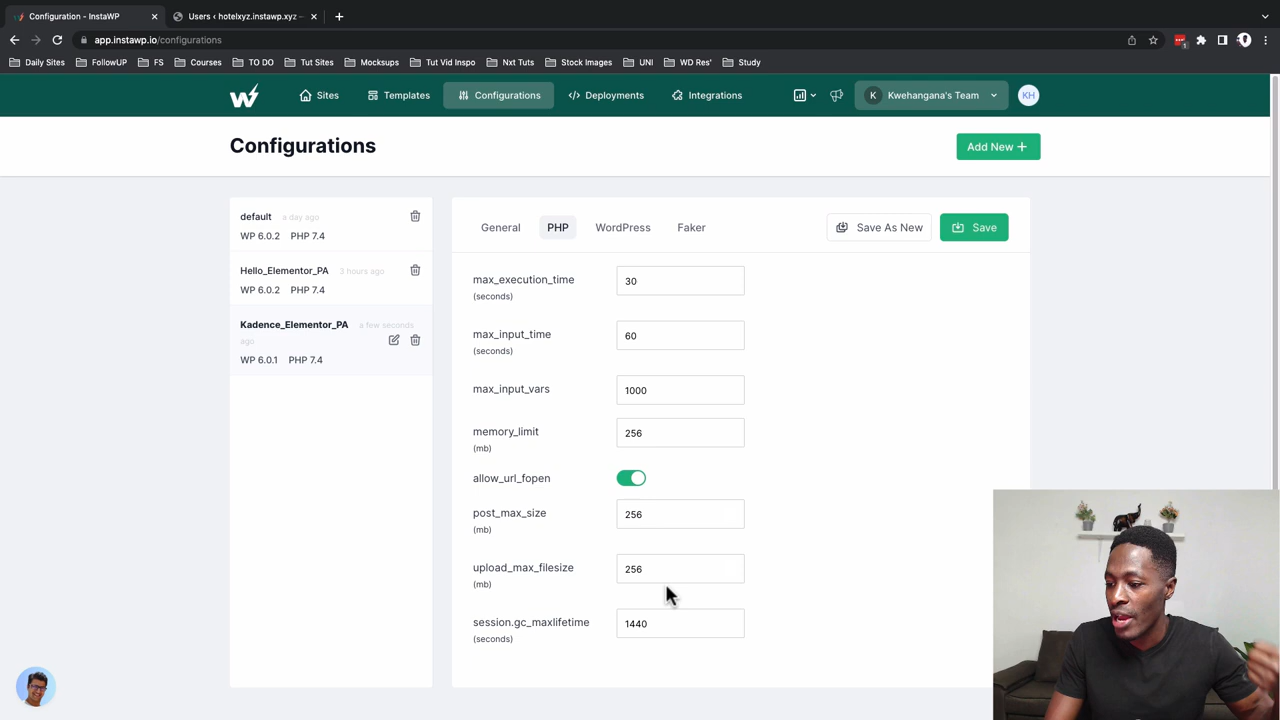 Configuration - InstaWP
Users ‹ hotelxyz.instawp.xyz —
app.instawp.io/configurations
1
Daily Sites
FollowUP
FS
Courses
TO DO
Tut Sites
Mocksups
Tut Vid Inspo
Nxt Tuts
Stock Images
UNI
WD Res'
Study
Sites
Templates
Configurations
Deployments
Integrations
K
Kwehangana's Team
KH
Configurations
Add New
default a day ago
WP 6.0.2 PHP 7.4
Hello_Elementor_PA 3 hours ago
WP 6.0.2 PHP 7.4
Kadence_Elementor_PA a few seconds
ago
WP 6.0.1 PHP 7.4
General
PHP
WordPress
Faker
Save As New
Save
max_execution_time
(seconds)
30
max_input_time
(seconds)
60
max_input_vars
1000
memory_limit
(mb)
256
allow_url_fopen
post_max_size
(mb)
256
upload_max_filesize
(mb)
256
session.gc_maxlifetime
(seconds)
1440